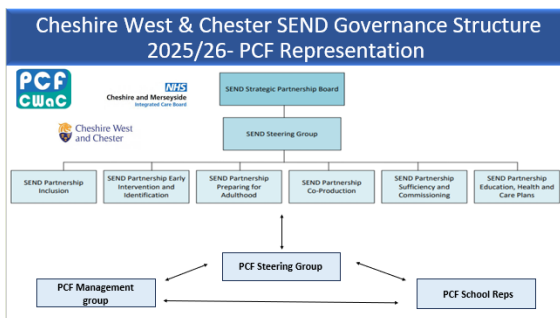 Cheshire West & Chester SEND Governance Structure
2025/26- PCF Representation
PCF
CWaC
NHS
Cheshire and Merseyside
Integrated Care Board
Cheshire West
and Chester
SEND Strategic Partnership Board
SEND Steering Group
SEND Partnership
Inclusion
SEND Partnership Early
Intervention and
Identification
SEND Partnership
Preparing for
Adulthood
SEND Partnership
Co-Production
SEND Partnership
Sufficiency and
Commissioning
SEND Partnership
Education, Health and
Care Plans
PCF Steering Group
PCF Management
group
PCF School Reps